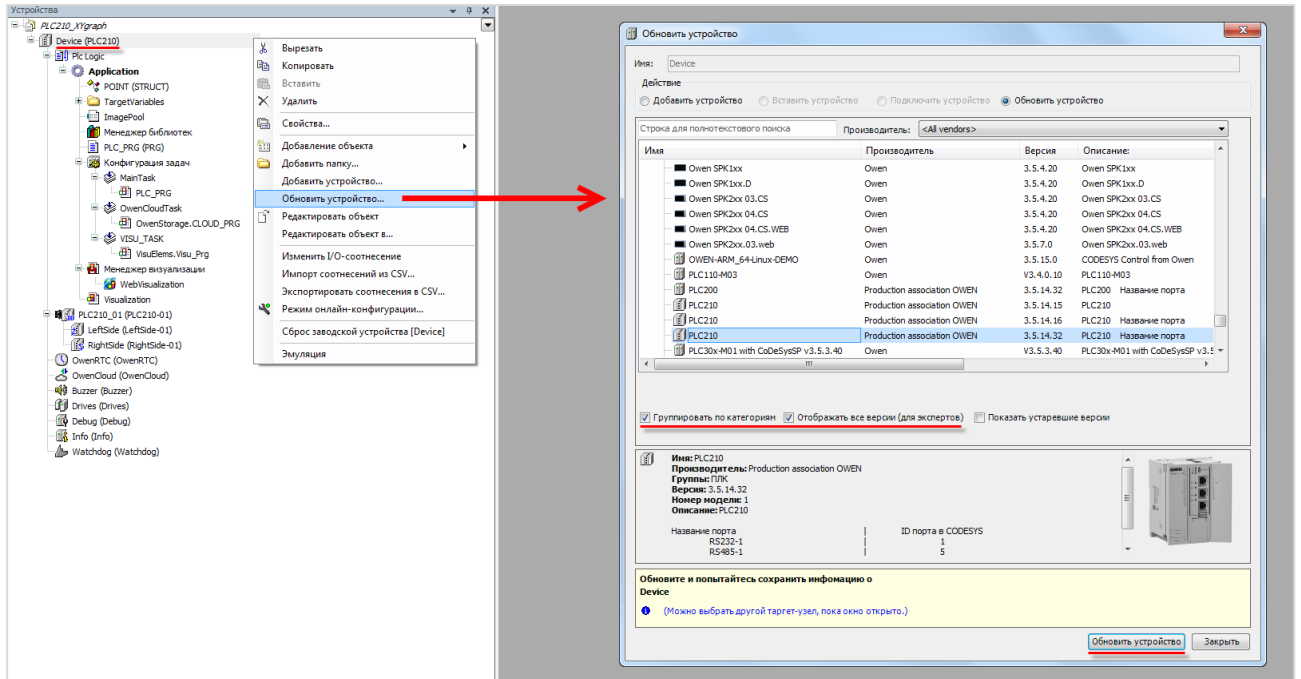 Устройства
PLC210_XYgraph
Device (PLC210)
Plc Logic
Application
POINT (STRUCT)
TargetVariables
ImagePool
Менеджер библиотек
PLC_PRG (PRG)
Конфигурация задач
MainTask
PLC_PRG
OwenCloudTask
OwenStorage.CLOUD_PRG
VISU_TASK
VisuElems.Visu_Prg
Менеджер визуализации
WebVisualization
Visualization
PLC210_01 (PLC210-01)
LeftSide (LeftSide-01)
RightSide (RightSide-01)
OwenRTC (OwenRTC)
OwenCloud (OwenCloud)
Buzzer (Buzzer)
Drives (Drives)
Debug (Debug)
Info (Info)
Watchdog (Watchdog)
Вырезать
Копировать
Вставить
Удалить
Свойства...
Добавление объекта
Добавить папку...
Добавить устройство...
Обновить устройство...
Редактировать объект
Редактировать объект в...
Изменить I/O-соотнесение
Импорт соотнесений из CSV...
Экспортировать соотнесения в CSV...
Режим онлайн-конфигурации...
Сброс заводской устройства [Device]
Эмуляция
Обновить устройство
Имя: Device
Действие
Добавить устройство Вставить устройство Подключить устройство Обновить устройство
Строка для полнотекстового поиска Производитель: <All vendors>
Имя Производитель Версия Описание:
Owen SPK1xx Owen 3.5.4.20 Owen SPK1xx
Owen SPK1xx.D Owen 3.5.4.20 Owen SPK1xx.D
Owen SPK2xx 03.CS Owen 3.5.4.20 Owen SPK2xx 03.CS
Owen SPK2xx 04.CS Owen 3.5.4.20 Owen SPK2xx 04.CS
Owen SPK2xx 04.CS.WEB Owen 3.5.4.20 Owen SPK2xx 04.CS.WEB
Owen SPK2xx.03.web Owen 3.5.7.0 Owen SPK2xx.03.web
OWEN-ARM_64-Linux-DEMO Owen 3.5.15.0 CODESYS Control from Owen
PLC110-M03 Owen V3.4.0.10 PLC110-M03
PLC200 Production association OWEN 3.5.14.32 PLC200 Название порта
PLC210 Production association OWEN 3.5.14.15 PLC210
PLC210 Production association OWEN 3.5.14.16 PLC210 Название порта
PLC210 Production association OWEN 3.5.14.32 PLC210 Название порта
PLC30x-M01 with CoDeSysSP v3.5.3.40 Owen V3.5.3.40 PLC30x-M01 with CoDeSysSP v3.5
Группировать по категориям Отображать все версии (для экспертов) Показать устаревшие версии
Имя: PLC210
Производитель: Production association OWEN
Группы: ПЛК
Версия: 3.5.14.32
Номер модели: 1
Описание: PLC210
Название порта | ID порта в CODESYS
RS232-1 | 1
RS485-1 | 5
Обновите и попытайтесь сохранить инфомацию о
Device
(Можно выбрать другой таргет-узел, пока окно открыто.)
Обновить устройство Закрыть